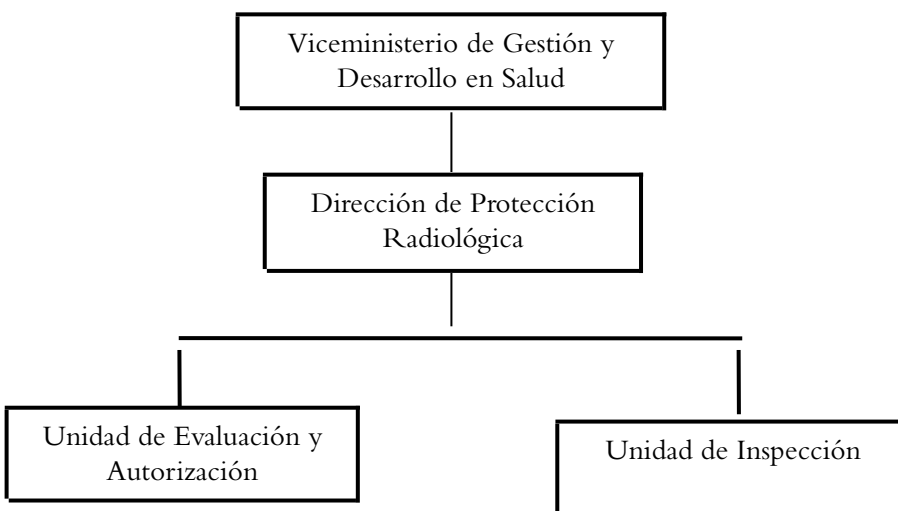 Viceministerio de Gestión y
Desarrollo en Salud
Dirección de Protección
Radiológica
Unidad de Evaluación y
Autorización
Unidad de Inspección